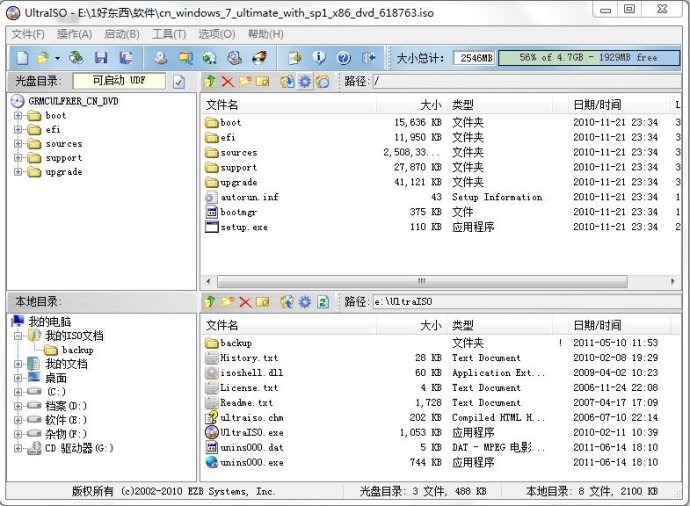 UltraISO - E:\1好东西\软件\cn_windows_7_ultimate_with_sp1_x86_dvd_618763.iso
文件(F) 操作(A) 启动(B) 工具(T) 选项(O) 帮助(H)
大小总计: 2546MB 56% of 4.7GB - 1929MB free
光盘目录: 可启动 UDF 路径: /
GRMCULFRER_CN_DVD
boot
efi
sources
support
upgrade
文件名 大小 类型 日期/时间 L
boot 15,636 KB 文件夹 2010-11-21 23:34 3
efi 11,950 KB 文件夹 2010-11-21 23:34 3
sources 2,508,33... 文件夹 2010-11-21 23:34 3
support 27,870 KB 文件夹 2010-11-21 23:34 3
upgrade 41,121 KB 文件夹 2010-11-21 23:34 3
autorun.inf 43 Setup Information 2010-11-21 23:34 1
bootmgr 375 KB 文件 2010-11-21 23:34 1
setup.exe 110 KB 应用程序 2010-11-21 23:34 2
本地目录: 路径: e:\UltraISO
我的电脑
我的ISO文档
backup
我的文档
桌面
(C:)
档案(D:)
软件(E:)
杂物(F:)
CD 驱动器(G:)
文件名 大小 类型 日期/时间
backup 文件夹 ! 2011-05-10 11:53
History.txt 28 KB Text Document 2010-02-08 19:29
isoshell.dll 60 KB Application Ext... 2009-04-02 10:23
License.txt 4 KB Text Document 2006-11-24 22:08
Readme.txt 1,728 Text Document 2007-04-17 17:09
ultraiso.chm 202 KB Compiled HTML H... 2006-07-10 22:14
UltraISO.exe 1,053 KB 应用程序 2010-02-11 10:39
unins000.dat 5 KB DAT - MPEG 电影... 2011-06-14 18:10
unins000.exe 744 KB 应用程序 2011-06-14 18:10
版权所有 (c)2002-2010 EZB Systems, Inc. 光盘目录: 3 文件, 488 KB 本地目录: 8 文件, 2100 KB